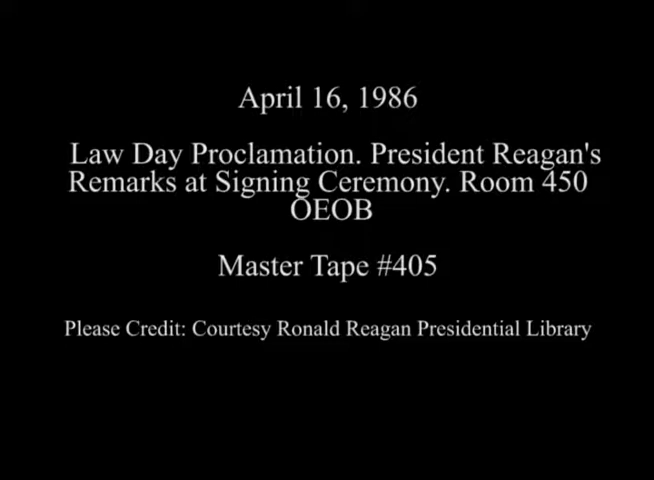 April 16, 1986
Law Day Proclamation. President Reagan's
Remarks at Signing Ceremony. Room 450
OEOB
Master Tape #405
Please Credit: Courtesy Ronald Reagan Presidential Library